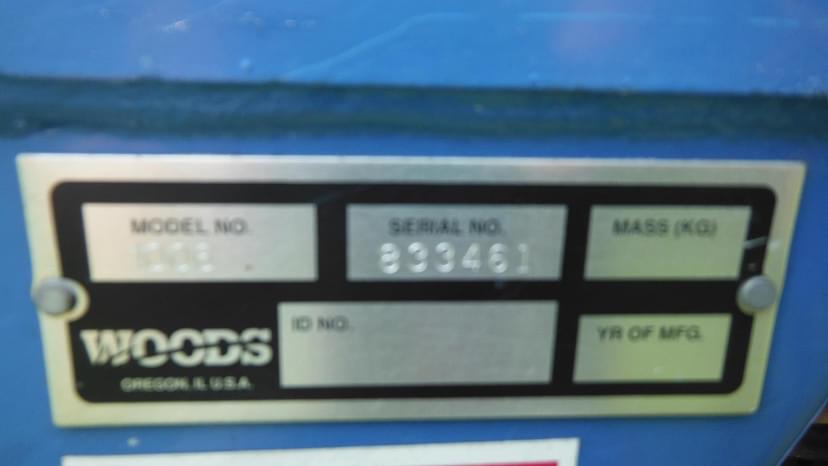 MODEL NO.
SERIAL NO.
833461
MASS (KG)
WOODS
OREGON, IL U.S.A.
ID NO.
YR OF MFG.